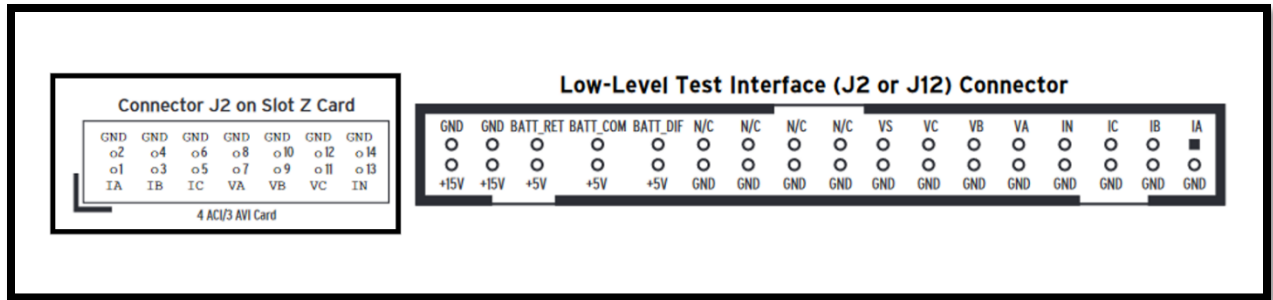 Connector J2 on Slot Z Card
GND GND GND GND GND GND GND
o2 o4 o6 o8 o10 o12 o14
o1 o3 o5 o7 o9 o11 o13
IA IB IC VA VB VC IN
4 ACI/3 AVI Card
Low-Level Test Interface (J2 or J12) Connector
GND GND BATT_RET BATT_COM BATT_DIF N/C N/C N/C N/C VS VC VB VA IN IC IB IA
+15V +15V +5V +5V +5V GND GND GND GND GND GND GND GND GND GND GND GND